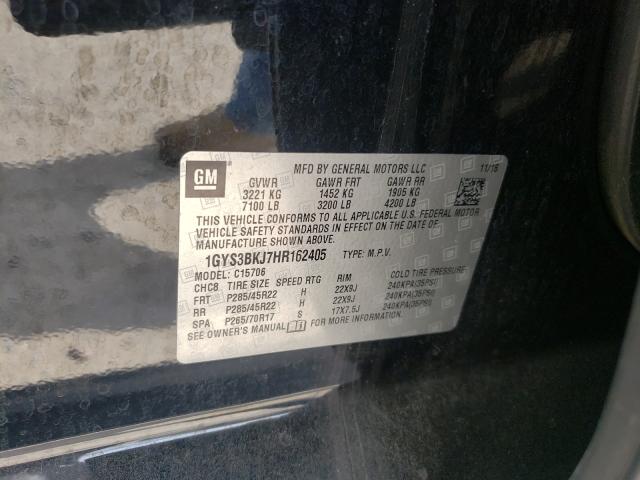 GM
MFD BY GENERAL MOTORS LLC 11/16
GVWR GAWR FRT GAWR RR
3221 KG 1452 KG 1905 KG
7100 LB 3200 LB 4200 LB
THIS VEHICLE CONFORMS TO ALL APPLICABLE U.S. FEDERAL MOTOR
VEHICLE SAFETY STANDARDS IN EFFECT ON THE DATE OF
MANUFACTURE SHOWN ABOVE.
1GYS3BKJ7HR162405 TYPE: M.P.V.
MODEL: C15706
CHC8 TIRE SIZE SPEED RTG RIM COLD TIRE PRESSURE
FRT P285/45R22 H 22X9J 240KPA(35PSI)
RR P285/45R22 H 22X9J 240KPA(35PSI)
SPA P265/70R17 S 17X7.5J 240KPA(35PSI)
SEE OWNER'S MANUAL FOR MORE INFORMATION.